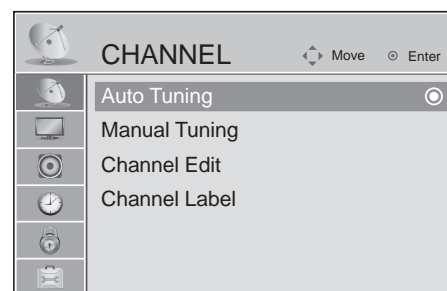 CHANNEL Move Enter
Auto Tuning
Manual Tuning
Channel Edit
Channel Label